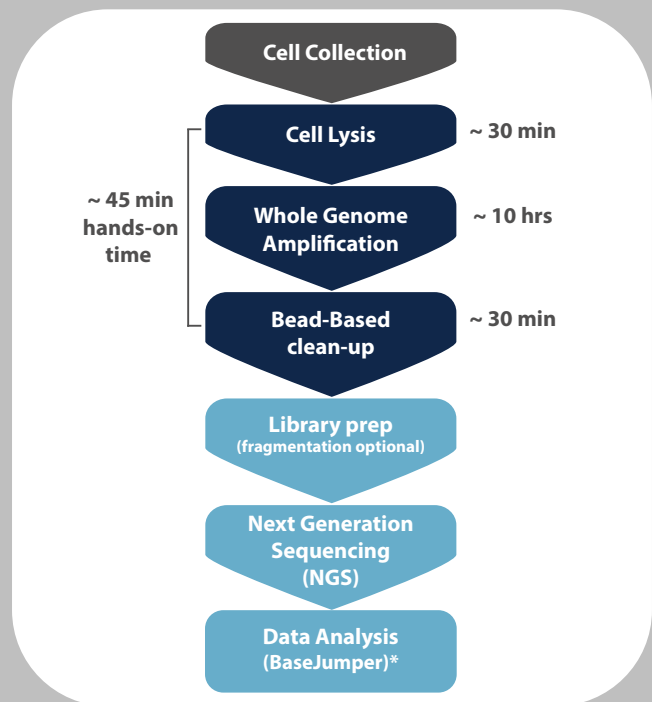 Cell Collection
Cell Lysis
~ 30 min
~ 45 min
hands-on
time
Whole Genome
Amplification
~ 10 hrs
Bead-Based
clean-up
~ 30 min
Library prep
(fragmentation optional)
Next Generation
Sequencing
(NGS)
Data Analysis
(BaseJumper)*